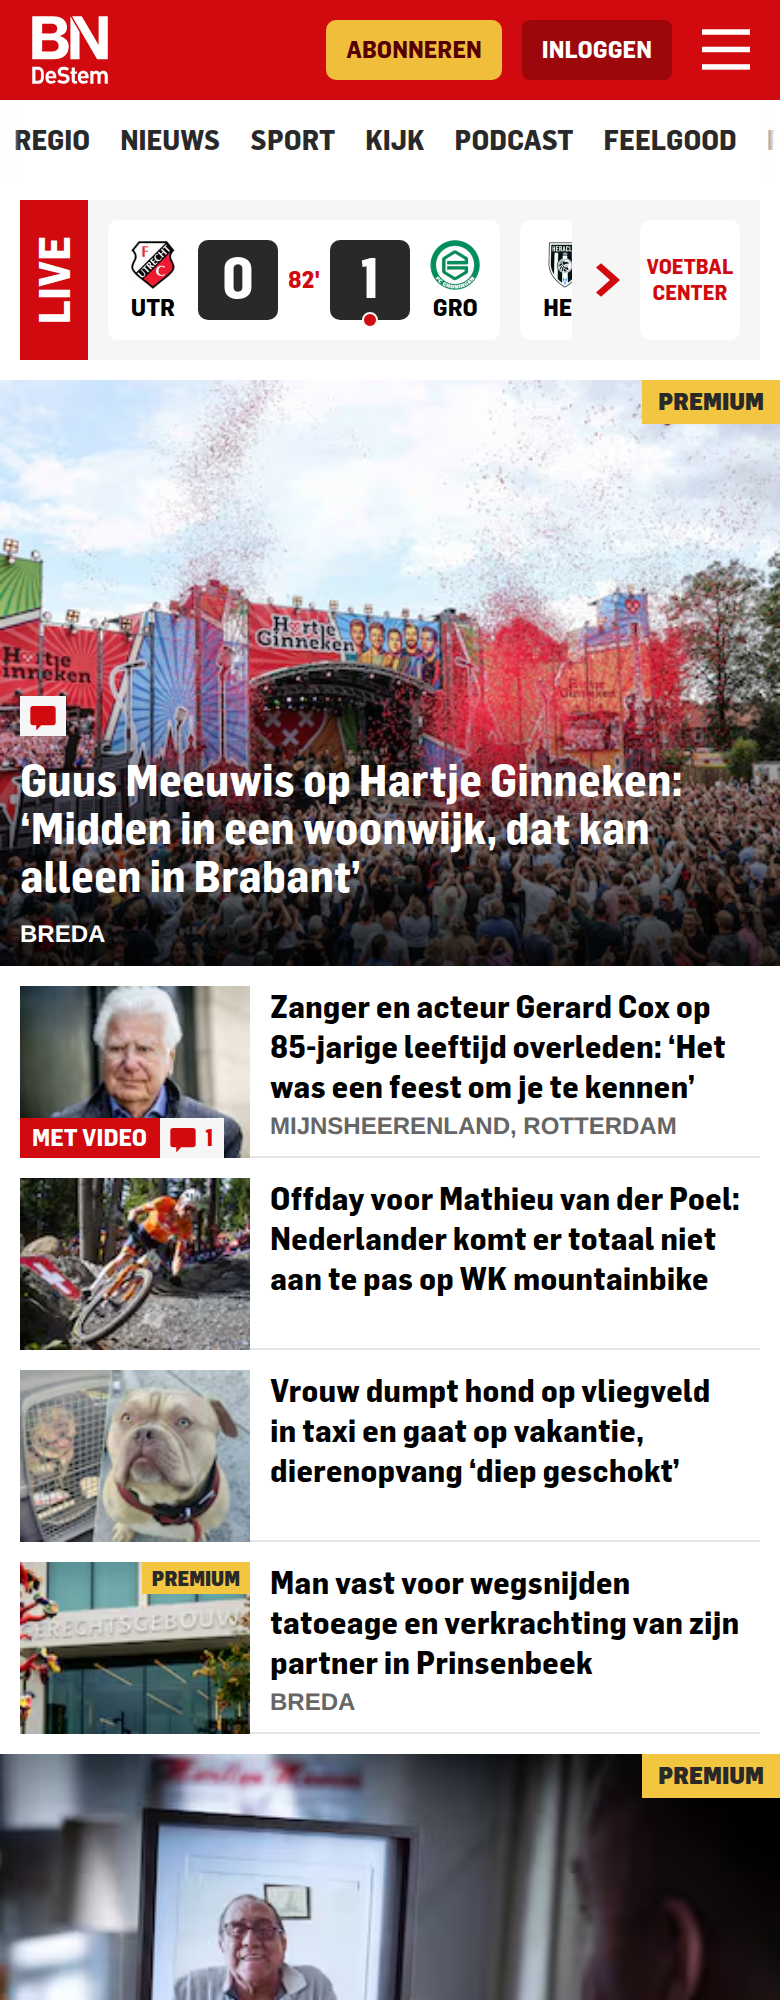 BN
DeStem
ABONNEREN
INLOGGEN
REGIO NIEUWS SPORT KIJK PODCAST FEELGOOD
LIVE
UTR
0
82'
1
GRO
HE
VOETBAL
CENTER
PREMIUM
Hartje
Ginneken
Hartje
Ginneken
Guus Meeuwis op Hartje Ginneken:
‘Midden in een woonwijk, dat kan
alleen in Brabant’
BREDA
Zanger en acteur Gerard Cox op
85-jarige leeftijd overleden: ‘Het
was een feest om je te kennen’
MIJNSHEERENLAND, ROTTERDAM
MET VIDEO
1
Offday voor Mathieu van der Poel:
Nederlander komt er totaal niet
aan te pas op WK mountainbike
Vrouw dumpt hond op vliegveld
in taxi en gaat op vakantie,
dierenopvang ‘diep geschokt’
PREMIUM
ERECHTSGEBOUW
Man vast voor wegsnijden
tatoeage en verkrachting van zijn
partner in Prinsenbeek
BREDA
PREMIUM